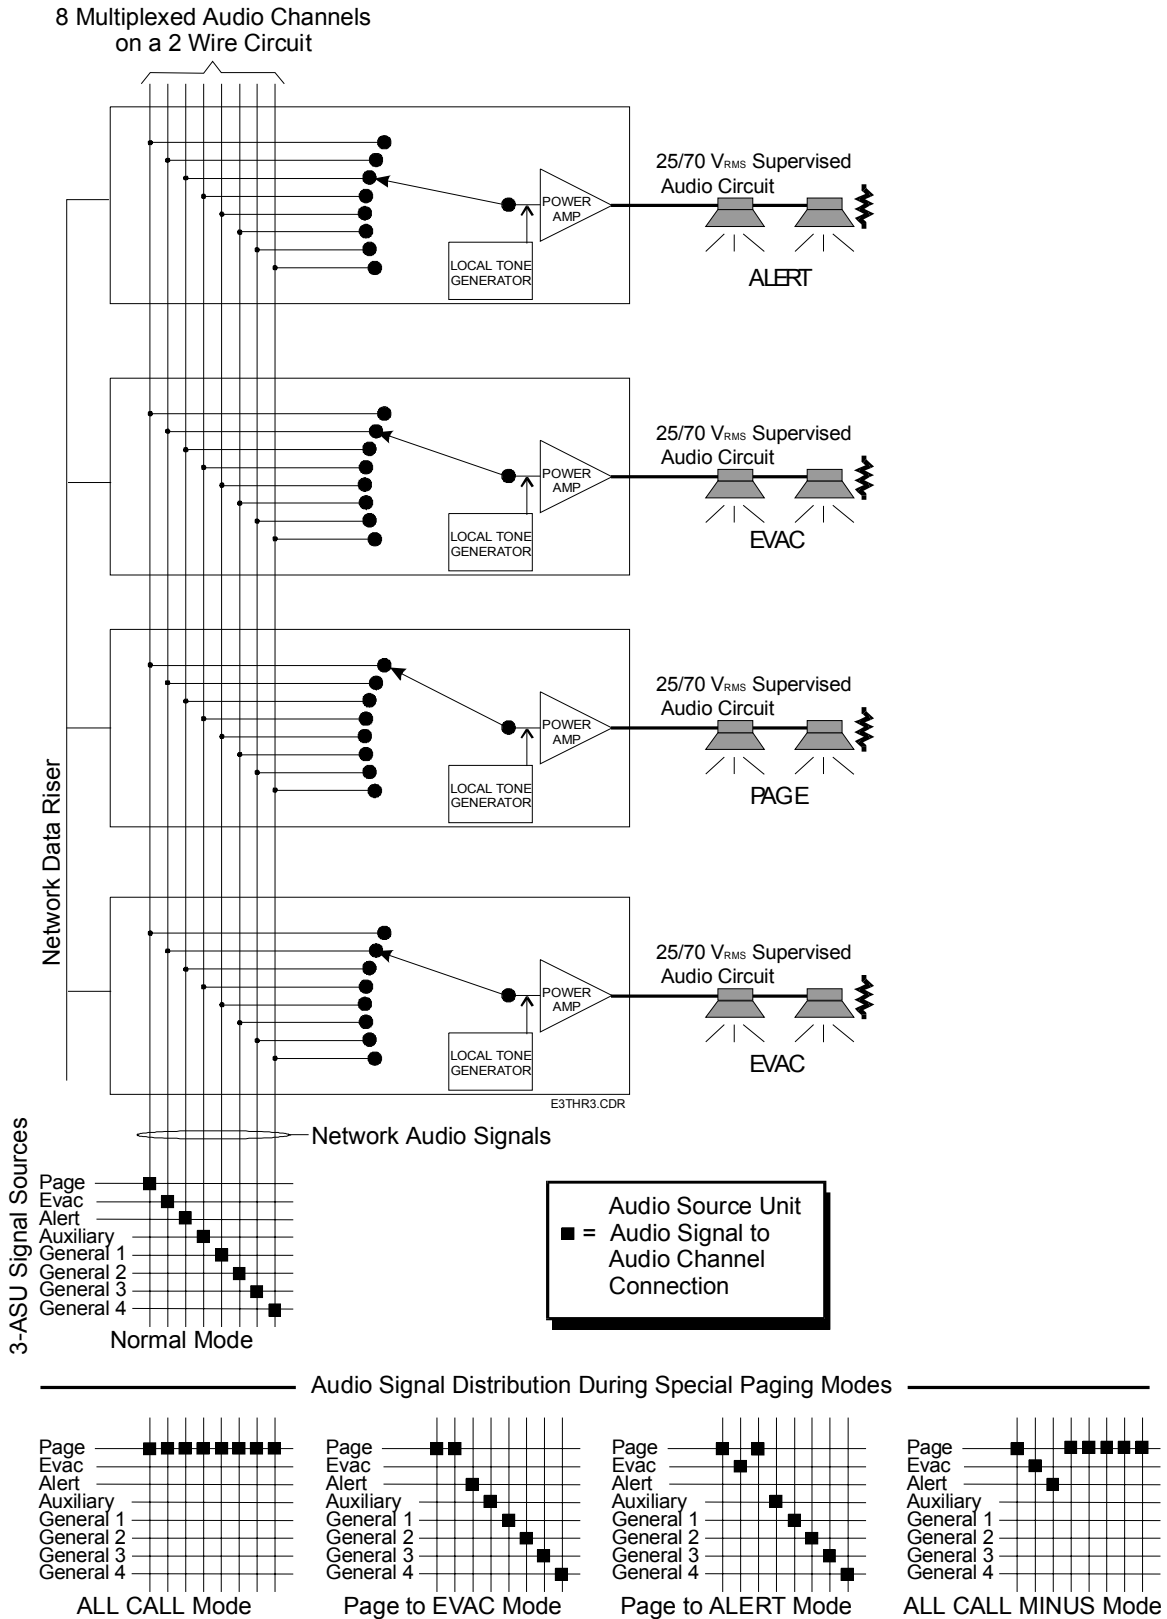 8 Multiplexed Audio Channels
on a 2 Wire Circuit
25/70 VRMS Supervised
Audio Circuit
POWER
AMP
LOCAL TONE
GENERATOR
ALERT
25/70 VRMS Supervised
Audio Circuit
POWER
AMP
LOCAL TONE
GENERATOR
EVAC
25/70 VRMS Supervised
Audio Circuit
POWER
AMP
LOCAL TONE
GENERATOR
PAGE
Network Data Riser
25/70 VRMS Supervised
Audio Circuit
POWER
AMP
LOCAL TONE
GENERATOR
EVAC
E3THR3.CDR
Network Audio Signals
3-ASU Signal Sources
Page
Evac
Alert
Auxiliary
General 1
General 2
General 3
General 4
Normal Mode
Audio Source Unit
= Audio Signal to
Audio Channel
Connection
Audio Signal Distribution During Special Paging Modes
Page
Evac
Alert
Auxiliary
General 1
General 2
General 3
General 4
ALL CALL Mode
Page
Evac
Alert
Auxiliary
General 1
General 2
General 3
General 4
Page to EVAC Mode
Page
Evac
Alert
Auxiliary
General 1
General 2
General 3
General 4
Page to ALERT Mode
Page
Evac
Alert
Auxiliary
General 1
General 2
General 3
General 4
ALL CALL MINUS Mode